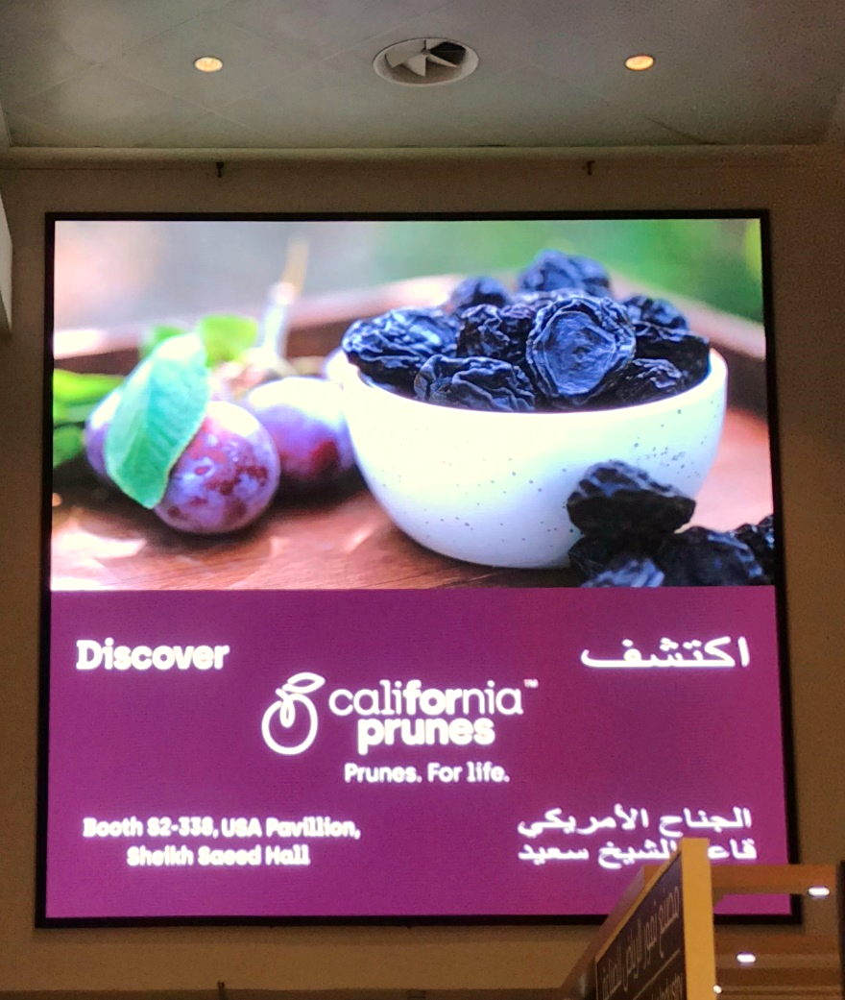 Discover
اكتشف
california™
prunes
Prunes. For life.
Booth S2-338, USA Pavillion,
Sheikh Saeed Hall
الجناح الأمريكي
الشيخ سعيد